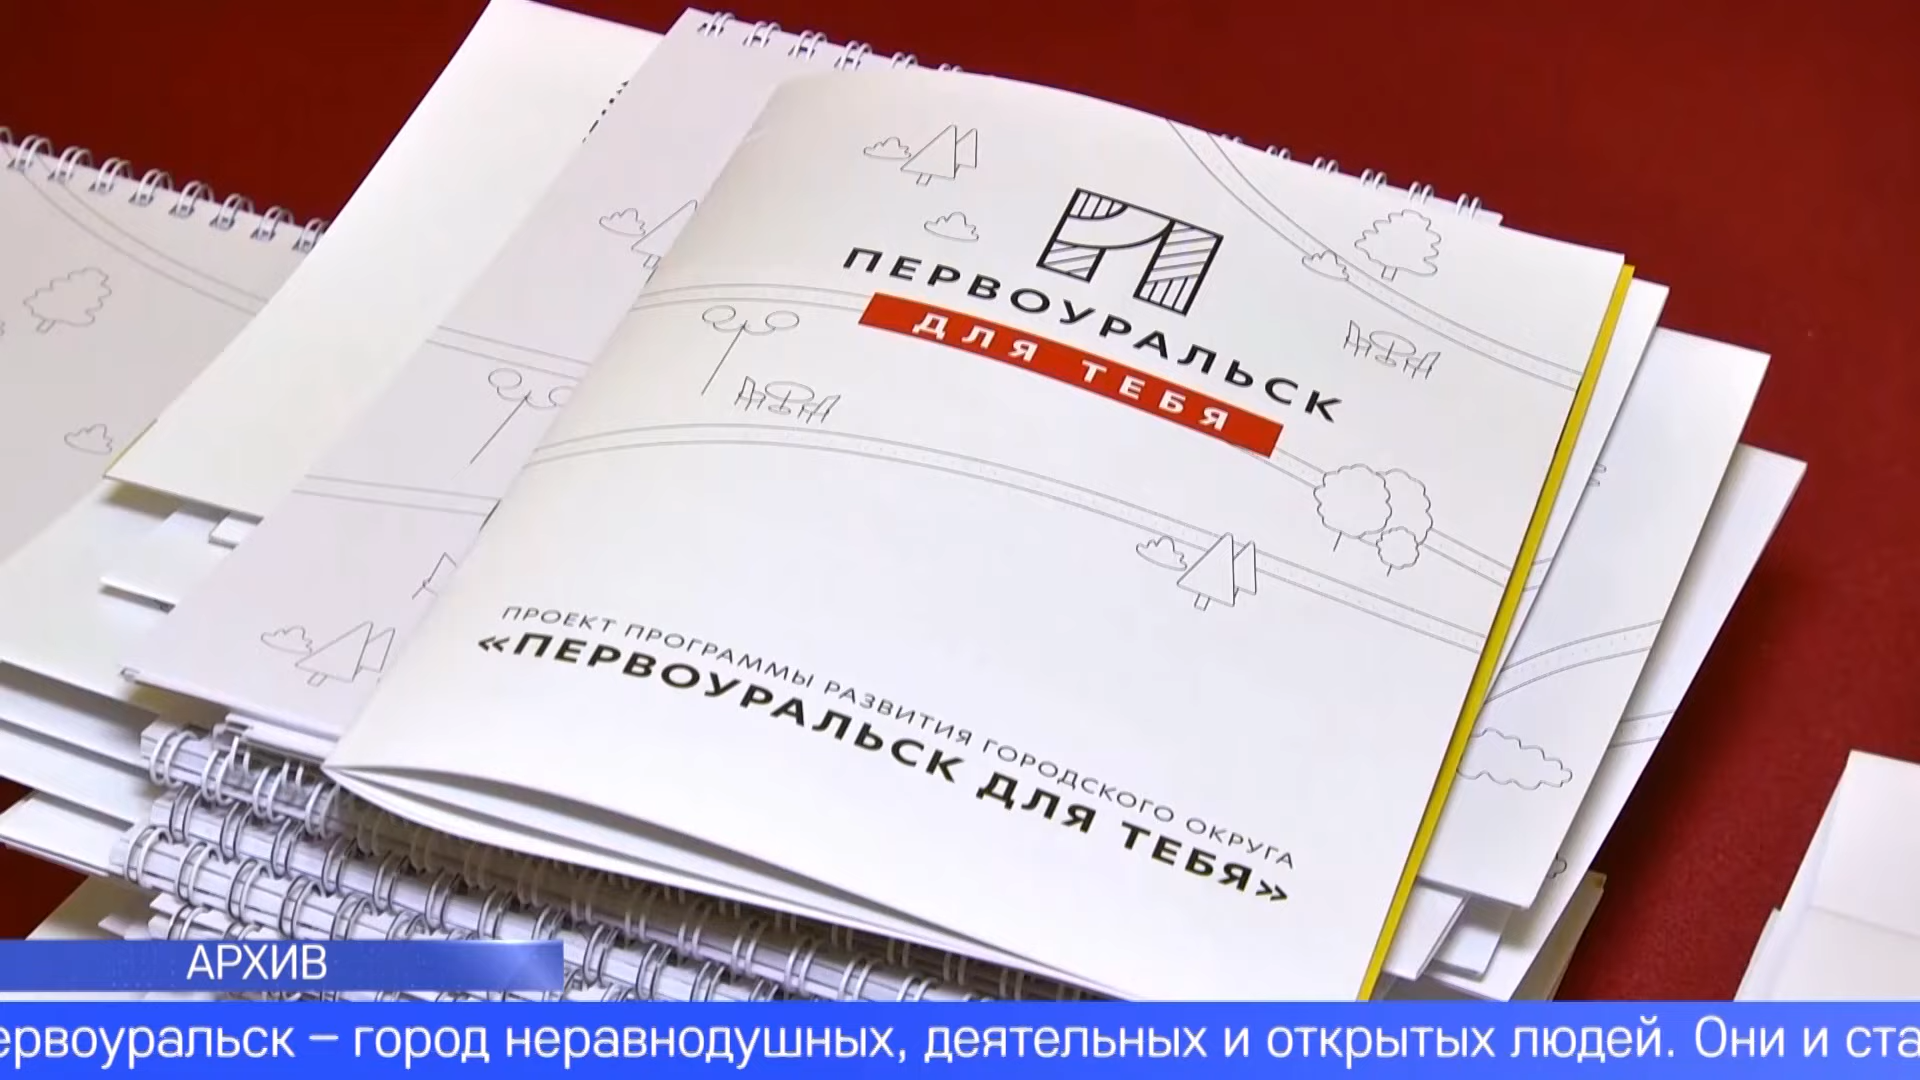 ПЕРВОУРАЛЬСК
ДЛЯ ТЕБЯ
ПРОЕКТ ПРОГРАММЫ РАЗВИТИЯ ГОРОДСКОГО ОКРУГА
«ПЕРВОУРАЛЬСК ДЛЯ ТЕБЯ»
АРХИВ
ервоуральск – город неравнодушных, деятельных и открытых людей. Они и ста